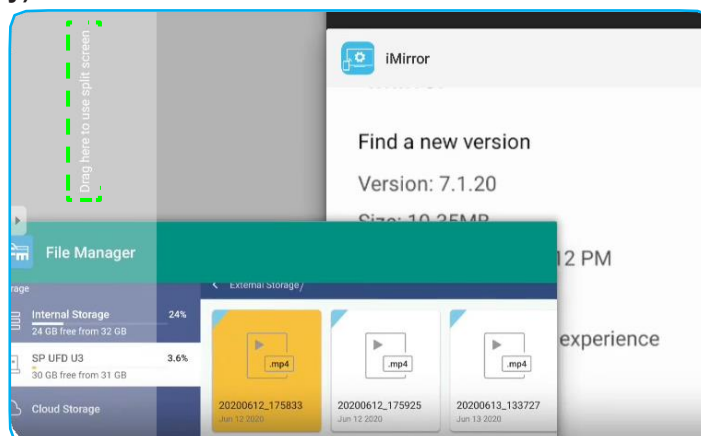 Drag here to use split screen
iMirror
Find a new version
Version: 7.1.20
Size: 10.35MB
12 PM
File Manager
External Storage/
Internal Storage 24%
24 GB free from 32 GB
experience
SP UFD U3 3.6%
30 GB free from 31 GB
.mp4 .mp4 .mp4
Cloud Storage
20200612_175833 20200612_175925 20200613_133727
Jun 12 2020 Jun 12 2020 Jun 13 2020